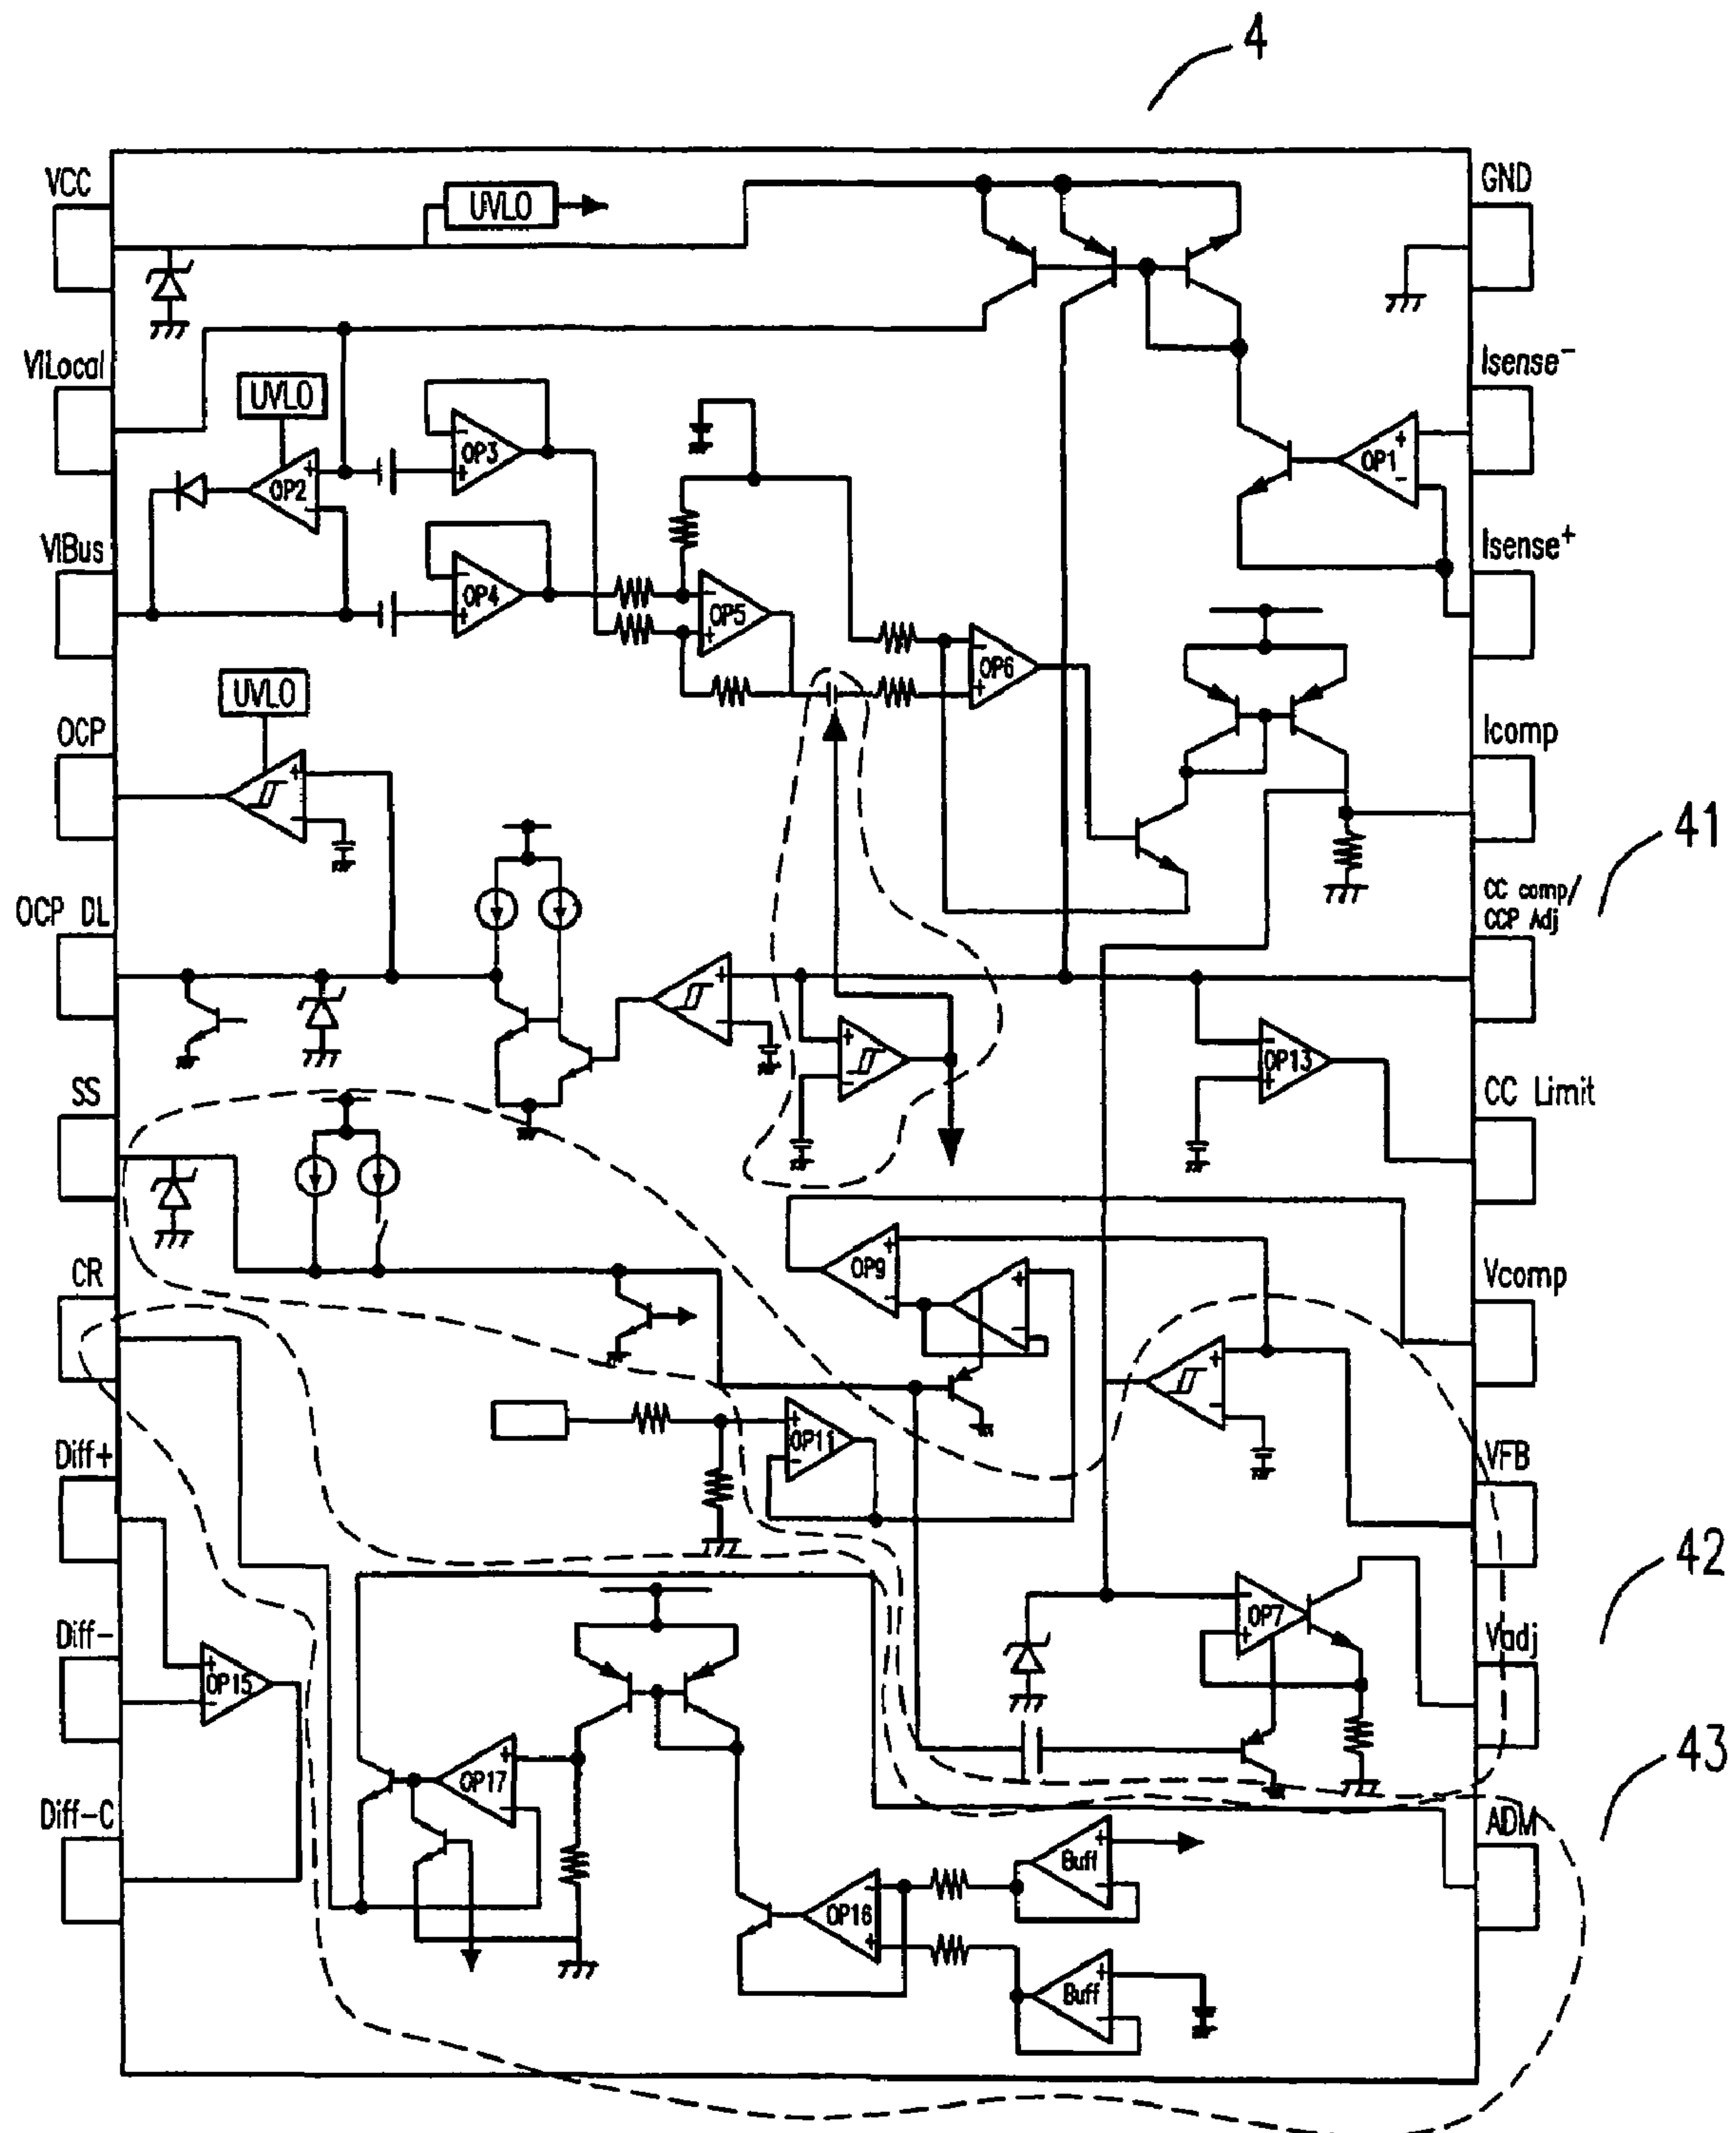 4
VCC
UVLO
GND
VILocal
UVLO
Isense-
OP3
OP2
OP1
VIBus
Isense+
OP4
OP5
OP6
UVLO
OCP
Icomp
41
OCP DL
CC comp/
CCP Adj
OP13
SS
CC Limit
CR
OP9
Vcomp
OP11
Diff+
VFB
42
Diff-
OP7
Vadj
OP15
43
OP17
Diff-C
ADM
Buff
OP16
Buff